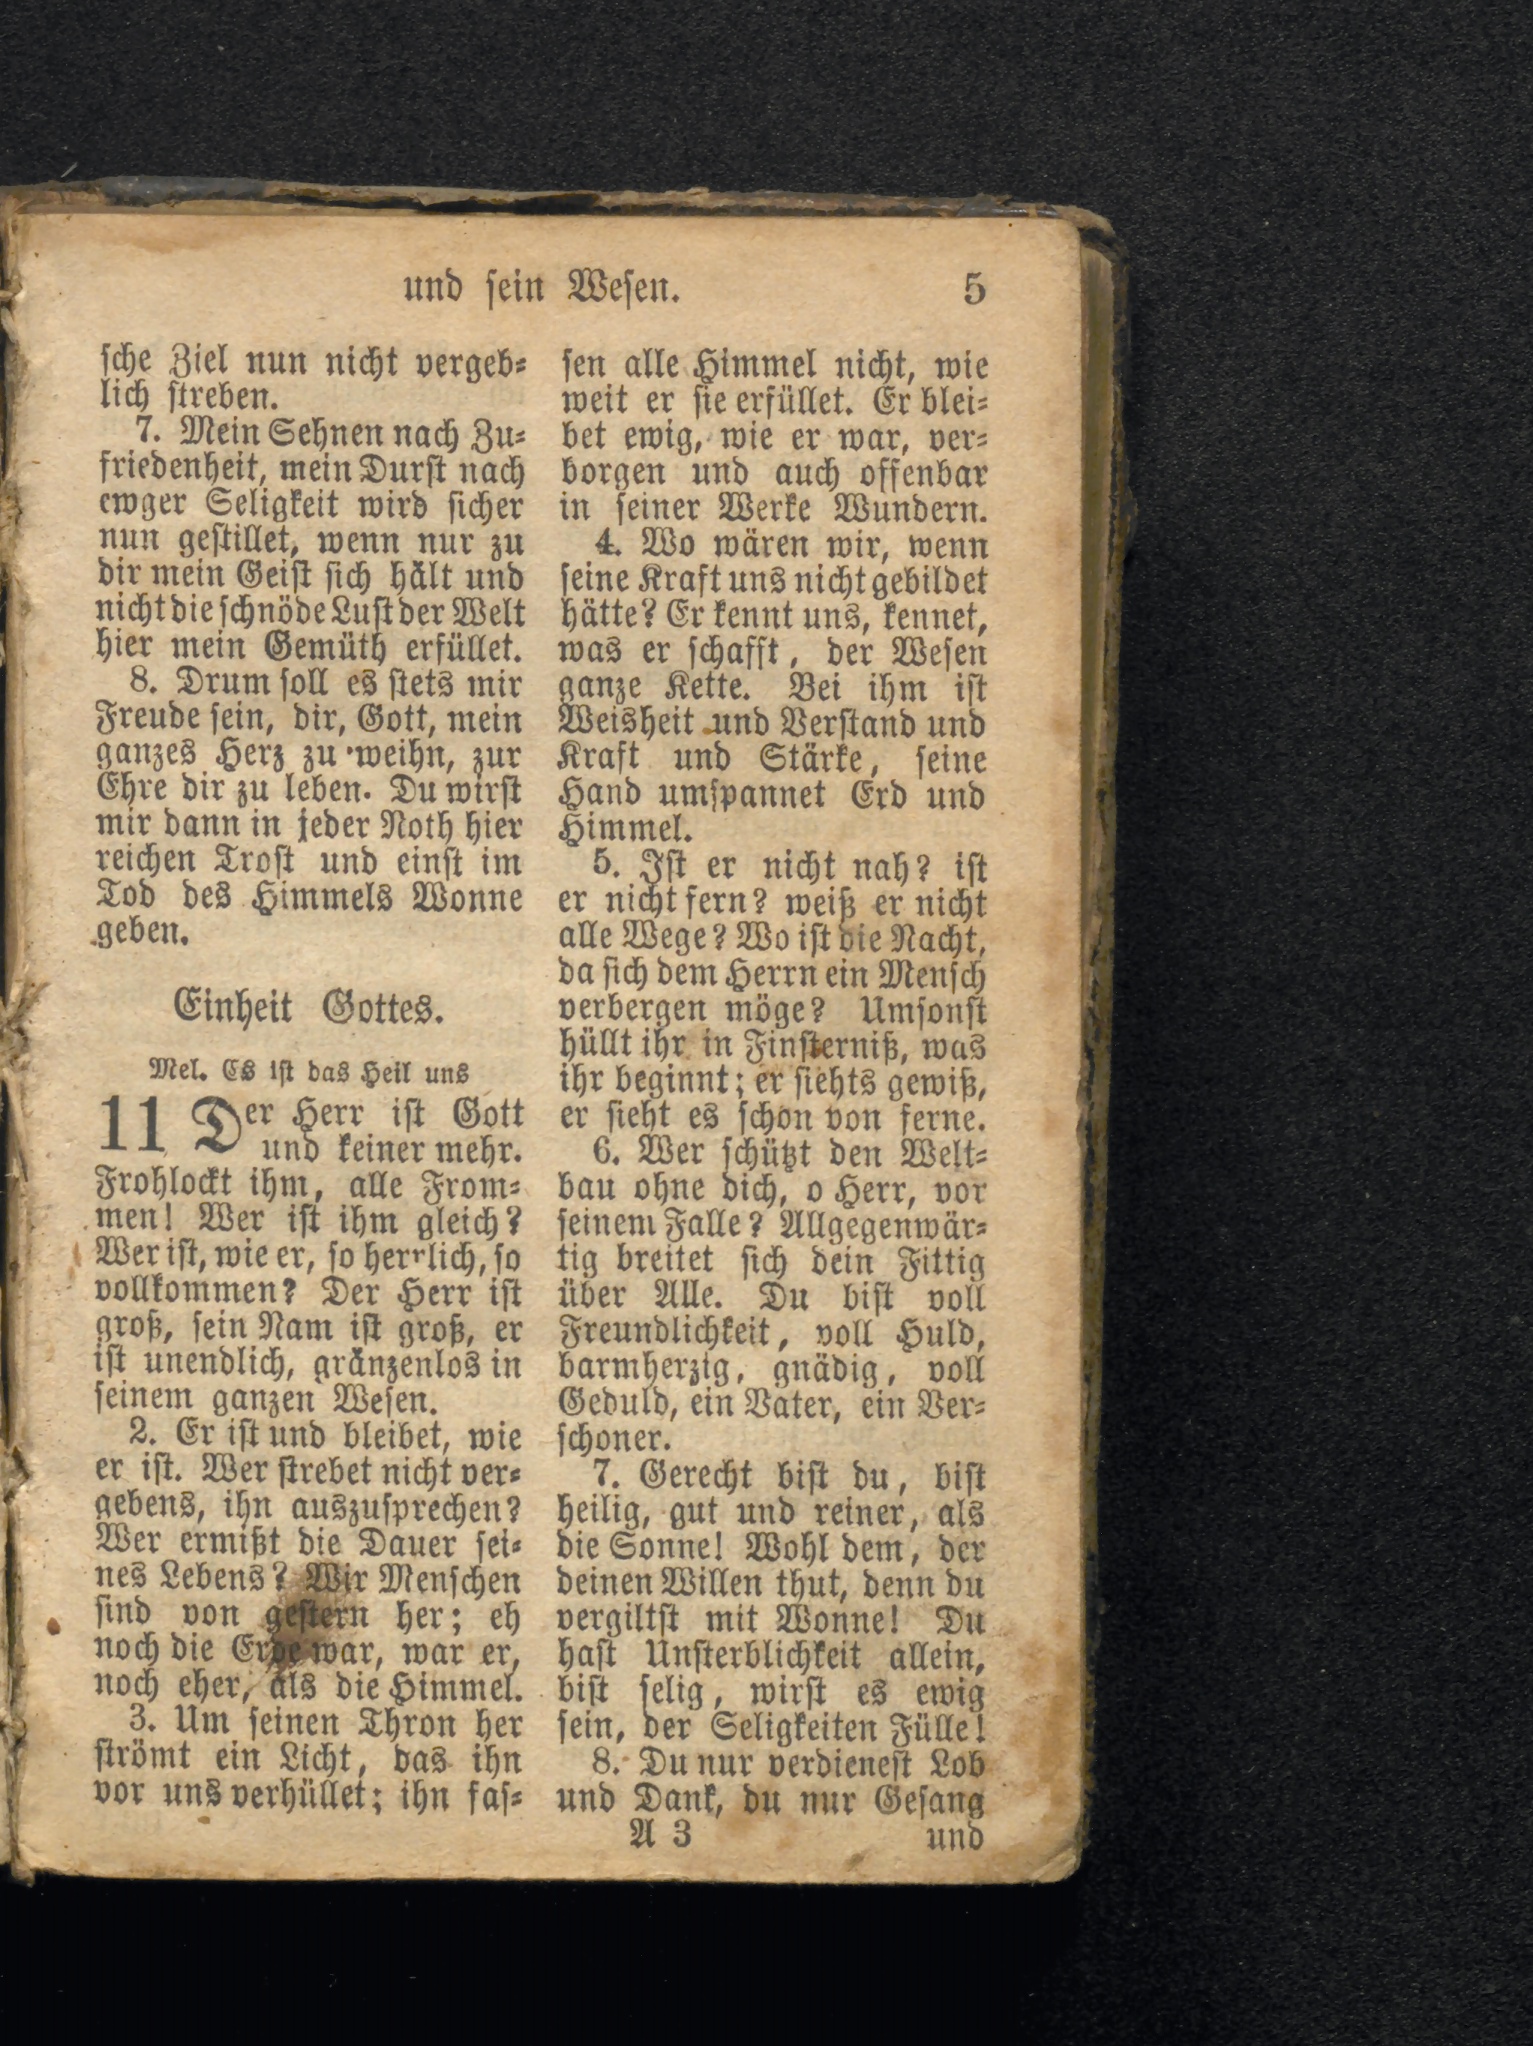 und sein Wesen. 5
sche Ziel nun nicht vergeb-
lich streben.
7. Mein Sehnen nach Zu-
friedenheit, mein Durst nach
ewger Seligkeit wird sicher
nun gestillet, wenn nur zu
dir mein Geist sich hält und
nicht die schnöde Lust der Welt
hier mein Gemüth erfüllet.
8. Drum soll es stets mir
Freude sein, dir, Gott, mein
ganzes Herz zu weihn, zur
Ehre dir zu leben. Du wirst
mir dann in jeder Noth hier
reichen Trost und einst im
Tod des Himmels Wonne
geben.
Einheit Gottes.
Mel. Es ist das Heil uns
11 Der Herr ist Gott
und keiner mehr.
Frohlockt ihm, alle From-
men! Wer ist ihm gleich?
Wer ist, wie er, so herrlich, so
vollkommen? Der Herr ist
groß, sein Nam ist groß, er
ist unendlich, gränzenlos in
seinem ganzen Wesen.
2. Er ist und bleibet, wie
er ist. Wer strebet nicht ver-
gebens, ihn auszusprechen?
Wer ermißt die Dauer sei-
nes Lebens? Wir Menschen
sind von gestern her; eh
noch die Erde war, war er,
noch eher, als die Himmel.
3. Um seinen Thron her
strömt ein Licht, das ihn
vor uns verhüllet; ihn fas-
sen alle Himmel nicht, wie
weit er sie erfüllet. Er blei-
bet ewig, wie er war, ver-
borgen und auch offenbar
in seiner Werke Wundern.
4. Wo wären wir, wenn
seine Kraft uns nicht gebildet
hätte? Er kennt uns, kennet,
was er schafft, der Wesen
ganze Kette. Bei ihm ist
Weisheit und Verstand und
Kraft und Stärke, seine
Hand umspannet Erd und
Himmel.
5. Ist er nicht nah? ist
er nicht fern? weiß er nicht
alle Wege? Wo ist die Nacht,
da sich dem Herrn ein Mensch
verbergen möge? Umsonst
hüllt ihr in Finsterniß, was
ihr beginnt; er siehts gewiß,
er sieht es schon von ferne.
6. Wer schützt den Welt-
bau ohne dich, o Herr, vor
seinem Falle? Allgegenwär-
tig breitet sich dein Fittig
über Alle. Du bist voll
Freundlichkeit, voll Huld,
barmherzig, gnädig, voll
Geduld, ein Vater, ein Ver-
schoner.
7. Gerecht bist du, bist
heilig, gut und reiner, als
die Sonne! Wohl dem, der
deinen Willen thut, denn du
vergiltst mit Wonne! Du
hast Unsterblichkeit allein,
bist selig, wirst es ewig
sein, der Seligkeiten Fülle!
8. Du nur verdienest Lob
und Dank, du nur Gesang
A 3 und